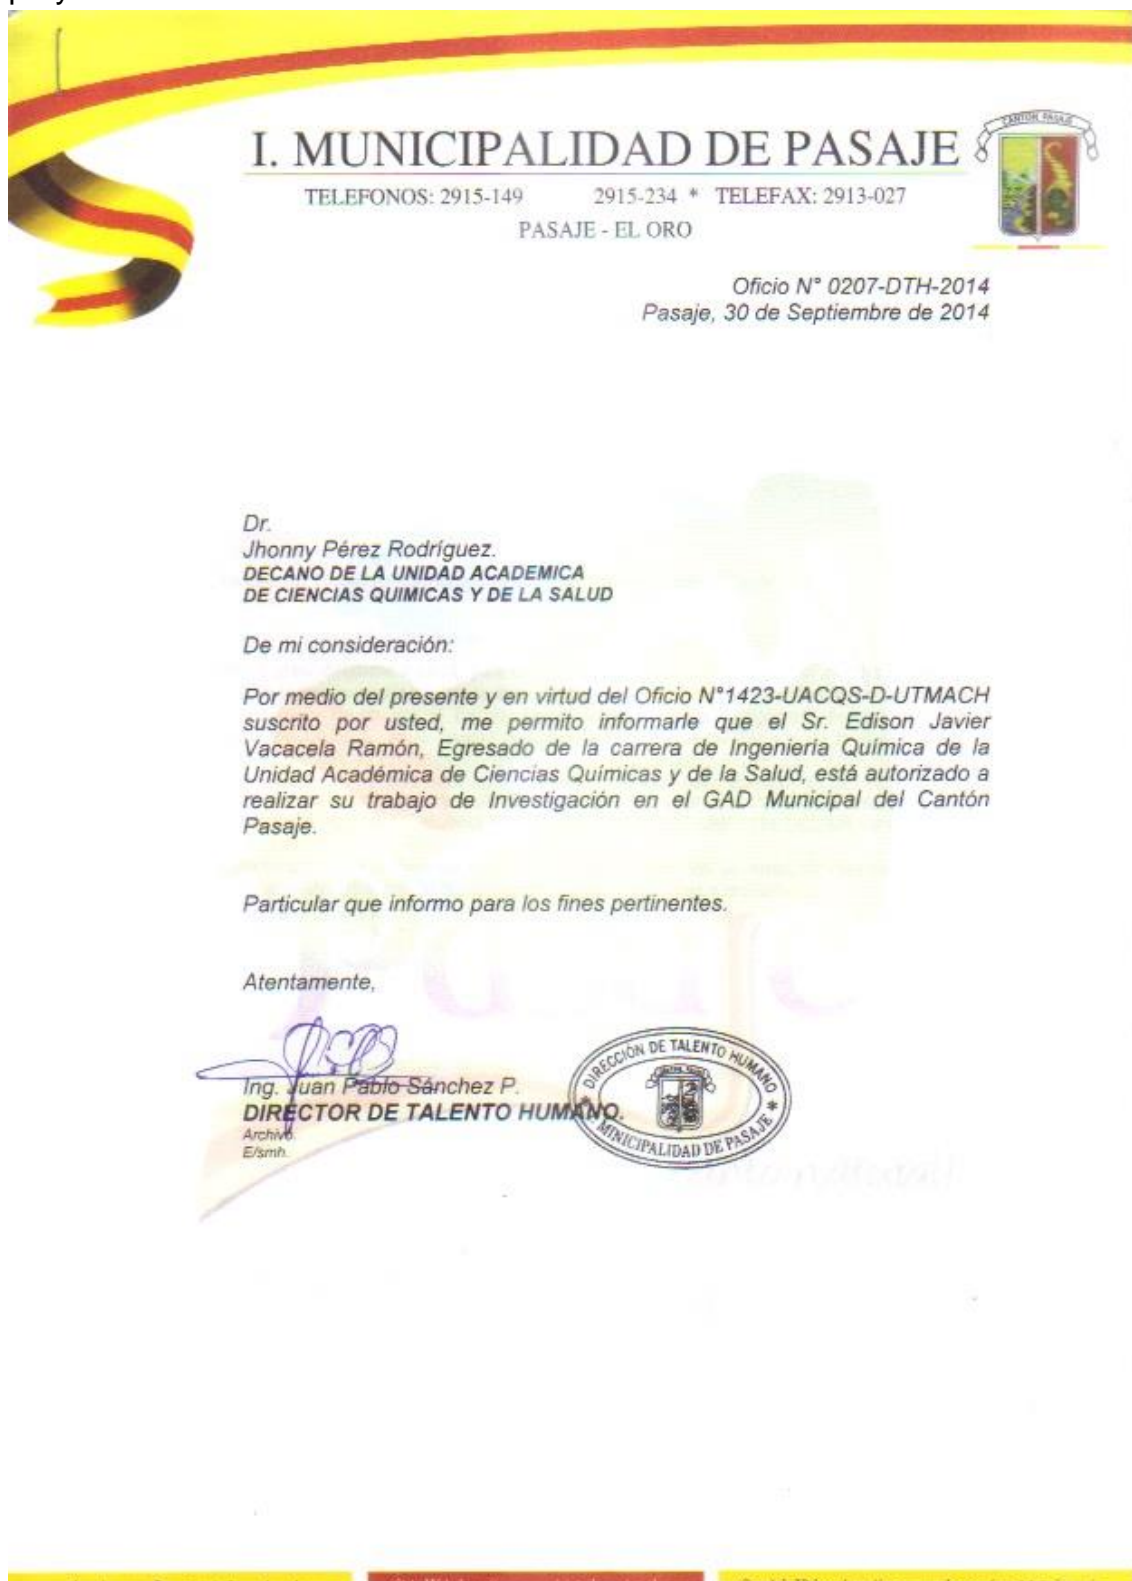 I. MUNICIPALIDAD DE PASAJE
CANTON PASAJE
TELEFONOS: 2915-149 2915-234 * TELEFAX: 2913-027
PASAJE - EL ORO
Oficio N° 0207-DTH-2014
Pasaje, 30 de Septiembre de 2014
Dr.
Jhonny Pérez Rodríguez.
DECANO DE LA UNIDAD ACADEMICA
DE CIENCIAS QUIMICAS Y DE LA SALUD
De mi consideración:
Por medio del presente y en virtud del Oficio N°1423-UACQS-D-UTMACH
suscrito por usted, me permito informarle que el Sr. Edison Javier
Vacacela Ramón, Egresado de la carrera de Ingeniería Química de la
Unidad Académica de Ciencias Químicas y de la Salud, está autorizado a
realizar su trabajo de Investigación en el GAD Municipal del Cantón
Pasaje.
Particular que informo para los fines pertinentes.
Atentamente,
Ing. Juan Pablo Sánchez P.
DIRECTOR DE TALENTO HUMANO.
Archivo.
E/smh.
DIRECCIÓN DE TALENTO HUMANO
* MINICIPALIDAD DE PASAJE *